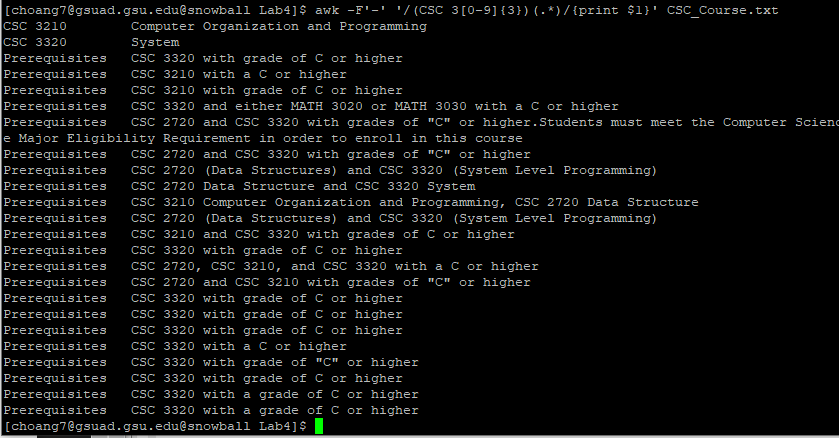 [choang7@gsuad.gsu.edu@snowball Lab4]$ awk -F'-' '/(CSC 3[0-9]{3})(.*)/{print $1}' CSC_Course.txt
CSC 3210        Computer Organization and Programming
CSC 3320        System
Prerequisites   CSC 3320 with grade of C or higher
Prerequisites   CSC 3210 with a C or higher
Prerequisites   CSC 3210 with grade of C or higher
Prerequisites   CSC 3320 and either MATH 3020 or MATH 3030 with a C or higher
Prerequisites   CSC 2720 and CSC 3320 with grades of "C" or higher.Students must meet the Computer Scienc
e Major Eligibility Requirement in order to enroll in this course
Prerequisites   CSC 2720 and CSC 3320 with grades of "C" or higher
Prerequisites   CSC 2720 (Data Structures) and CSC 3320 (System Level Programming)
Prerequisites   CSC 2720 Data Structure and CSC 3320 System
Prerequisites   CSC 3210 Computer Organization and Programming, CSC 2720 Data Structure
Prerequisites   CSC 2720 (Data Structures) and CSC 3320 (System Level Programming)
Prerequisites   CSC 3210 and CSC 3320 with grades of C or higher
Prerequisites   CSC 3320 with grade of C or higher
Prerequisites   CSC 2720, CSC 3210, and CSC 3320 with a C or higher
Prerequisites   CSC 2720 and CSC 3210 with grades of "C" or higher
Prerequisites   CSC 3320 with grade of C or higher
Prerequisites   CSC 3320 with grade of C or higher
Prerequisites   CSC 3320 with grade of C or higher
Prerequisites   CSC 3320 with a C or higher
Prerequisites   CSC 3320 with grade of "C" or higher
Prerequisites   CSC 3320 with grade of C or higher
Prerequisites   CSC 3320 with a grade of C or higher
Prerequisites   CSC 3320 with a grade of C or higher
[choang7@gsuad.gsu.edu@snowball Lab4]$